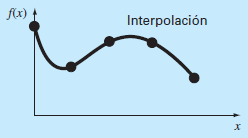 f(x)
Interpolación
x